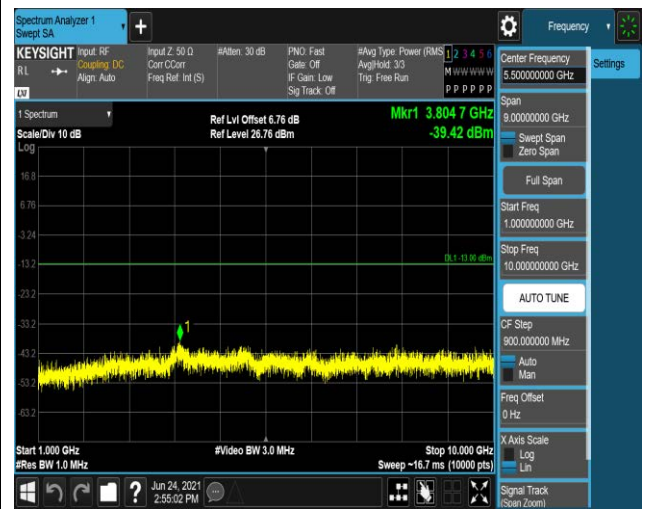 Spectrum Analyzer 1
Swept SA
Frequency
KEYSIGHT
RL
LXI
Input: RF
Coupling: DC
Align: Auto
Input Z: 50 Ω
Corr CCorr
Freq Ref: Int (S)
#Atten: 30 dB
PNO: Fast
Gate: Off
IF Gain: Low
Sig Track: Off
#Avg Type: Power (RMS
Avg|Hold: 3/3
Trig: Free Run
1 2 3 4 5 6
M W W W W W
P P P P P P
1 Spectrum
Scale/Div 10 dB
Log
Ref Lvl Offset 6.76 dB
Ref Level 26.76 dBm
Mkr1 3.804 7 GHz
-39.42 dBm
16.8
6.76
-3.24
-13.2
-23.2
-33.2
-43.2
-53.2
-63.2
DL1 -13.00 dBm
1
Start 1.000 GHz
#Res BW 1.0 MHz
#Video BW 3.0 MHz
Stop 10.000 GHz
Sweep ~16.7 ms (10000 pts)
?
Jun 24, 2021
2:55:02 PM
Center Frequency
5.500000000 GHz
Settings
Span
9.00000000 GHz
Swept Span
Zero Span
Full Span
Start Freq
1.000000000 GHz
Stop Freq
10.000000000 GHz
AUTO TUNE
CF Step
900.000000 MHz
Auto
Man
Freq Offset
0 Hz
X Axis Scale
Log
Lin
Signal Track
(Span Zoom)